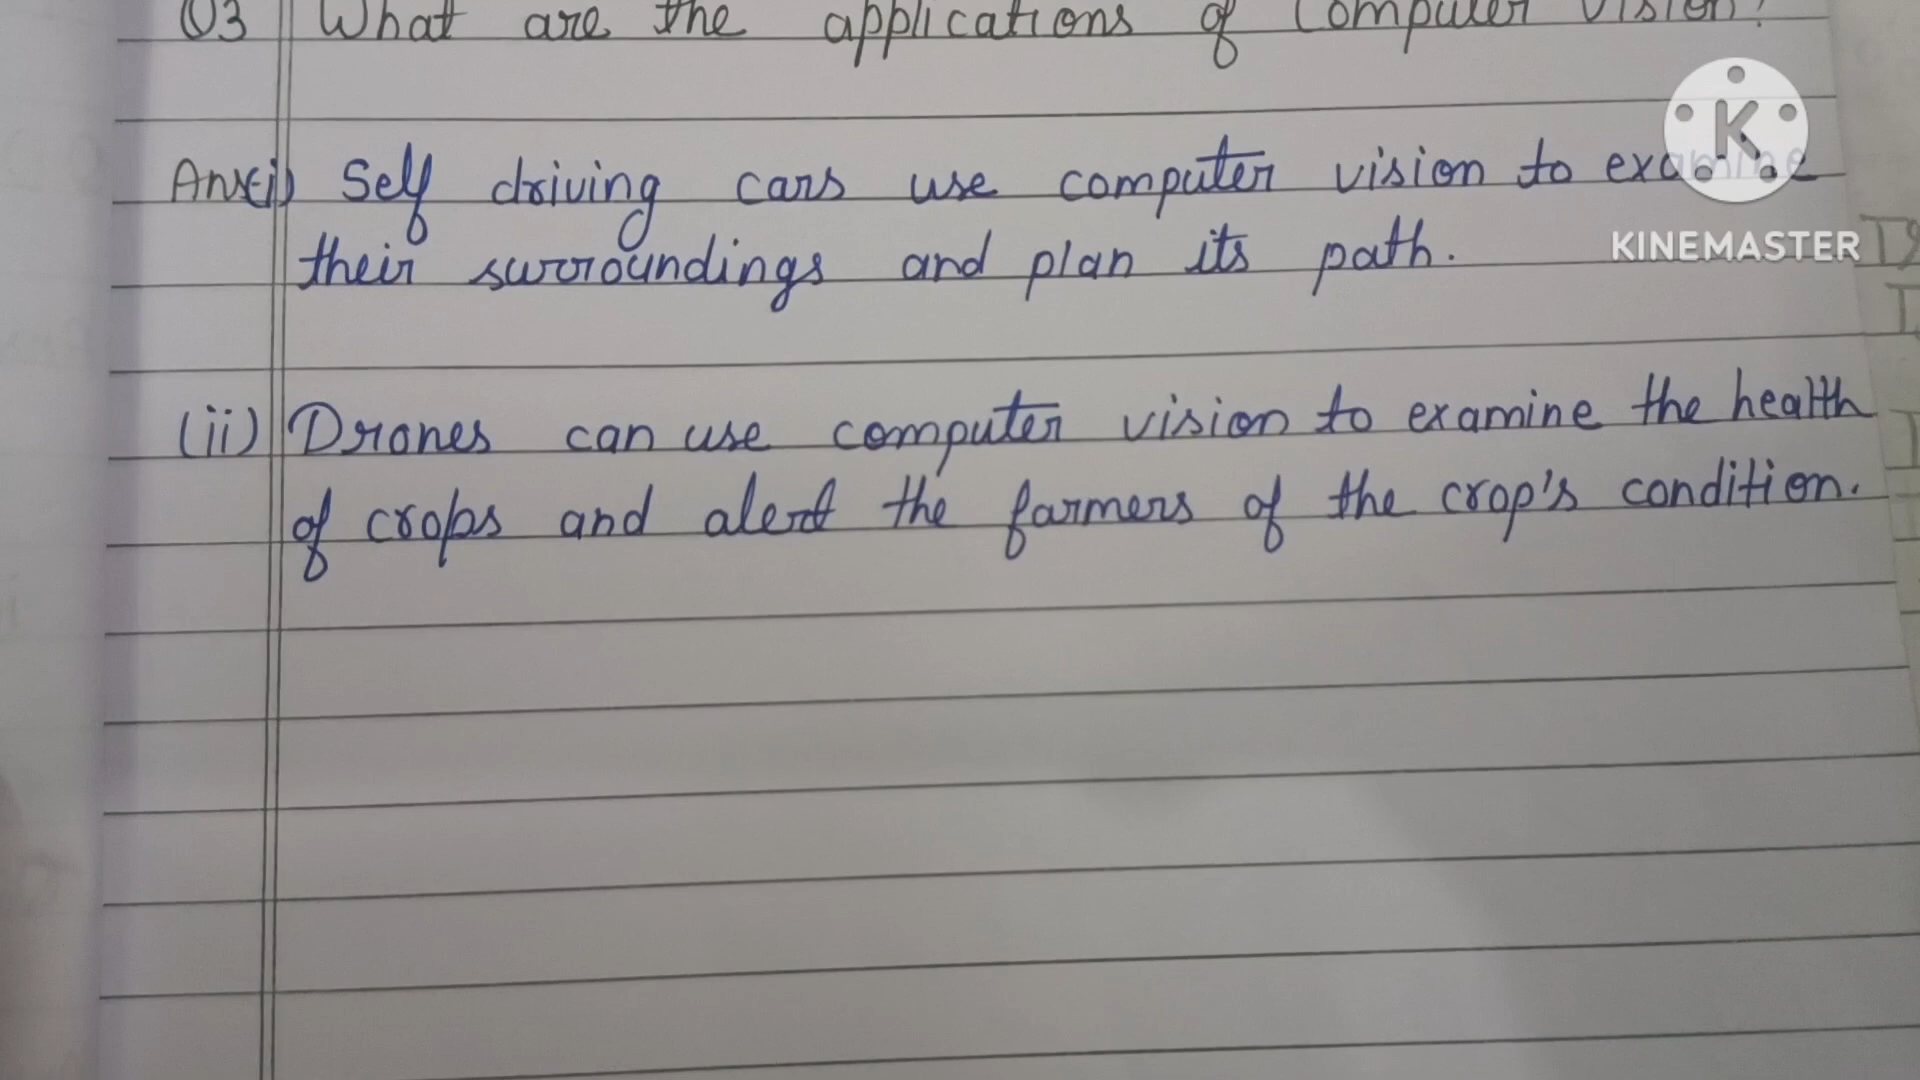 Q3 What are the applications of Computer Vision?
Ans(i) Self driving cars use computer vision to examine
their surroundings and plan its path.
(ii) Drones can use computer vision to examine the health
of crops and alert the farmers of the crop's condition.
K
KINEMASTER